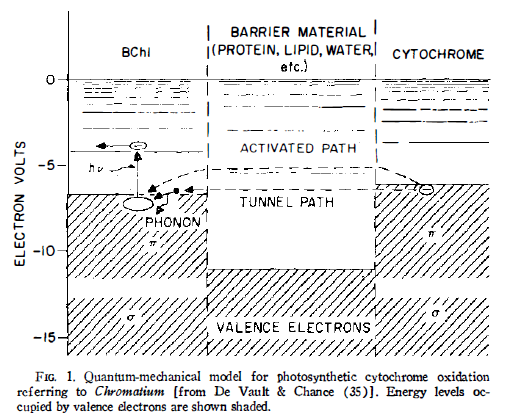 BARRIER MATERIAL
BChl (PROTEIN, LIPID, WATER, CYTOCHROME
etc.)
0
ACTIVATED PATH
hν
-5
TUNNEL PATH
PHONON
π π
-10
σ VALENCE ELECTRONS σ
-15
ELECTRON VOLTS
FIG. 1. Quantum-mechanical model for photosynthetic cytochrome oxidation
referring to Chromatium [from De Vault & Chance (35)]. Energy levels oc-
cupied by valence electrons are shown shaded.